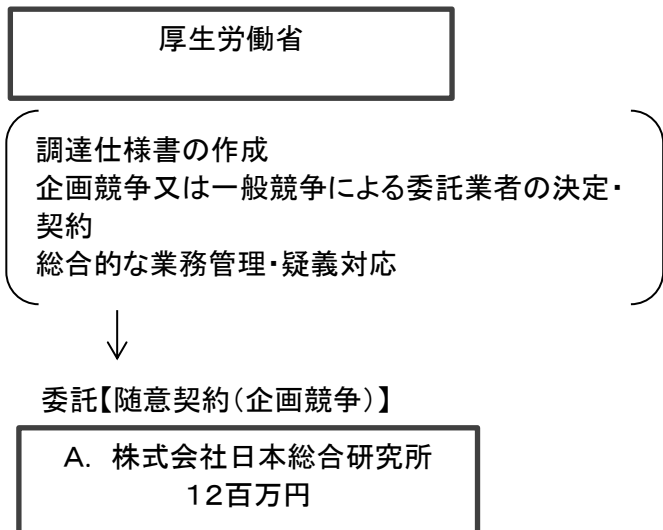 厚生労働省
調達仕様書の作成
企画競争又は一般競争による委託業者の決定・
契約
総合的な業務管理・疑義対応
委託【随意契約(企画競争)】
A. 株式会社日本総合研究所
12百万円